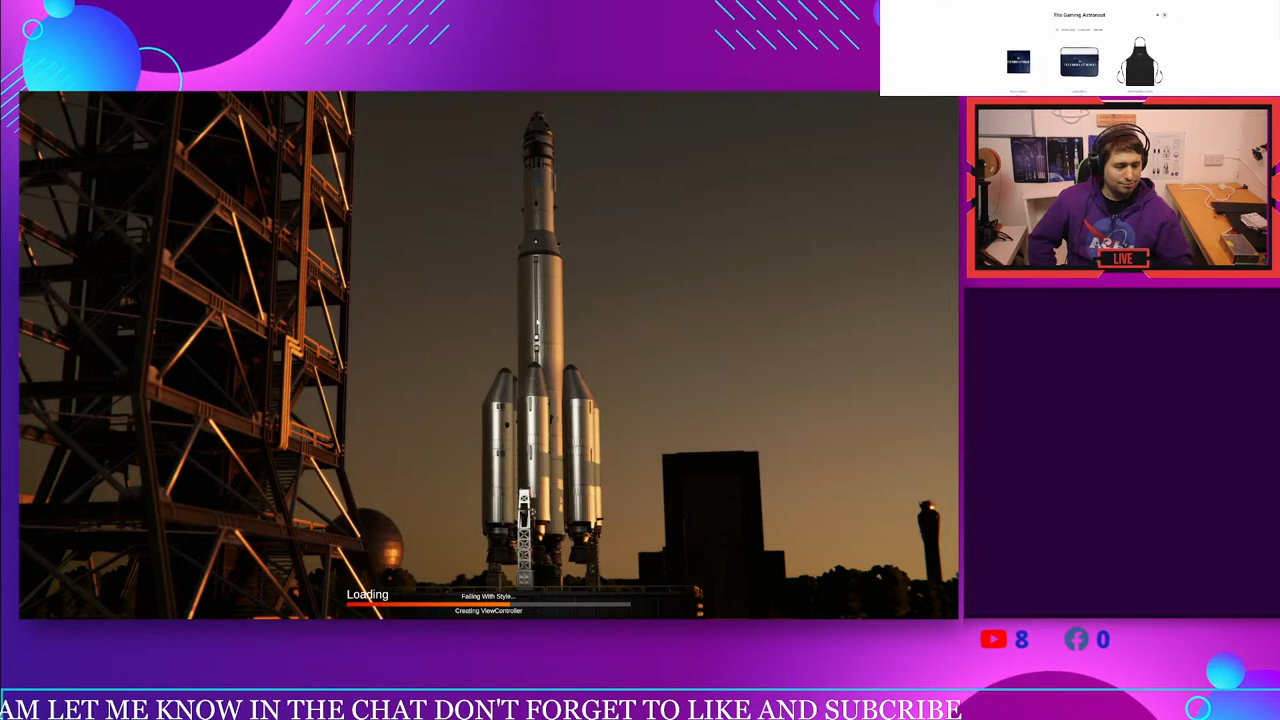 The Gaming Astronaut
LIVE
Loading
Falling With Style...
Creating ViewController
8
0
AM LET ME KNOW IN THE CHAT DON'T FORGET TO LIKE AND SUBCRIBE